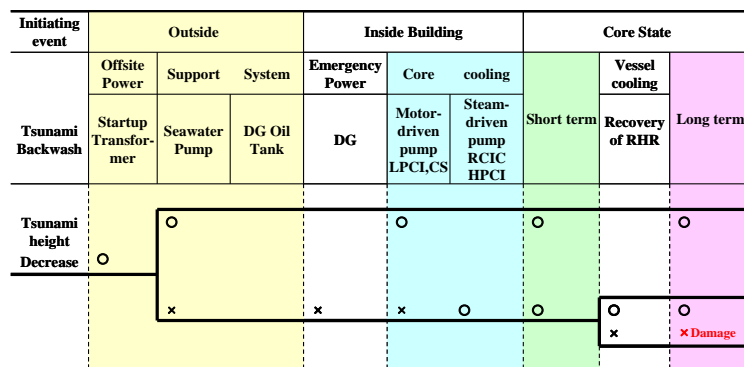 Initiating
event
Outside
Inside Building
Core State
Tsunami
Backwash
Offsite
Power
Support System
Emergency
Power
Core cooling
Short term
Vessel
cooling
Long term
Startup
Transfor-
mer
Seawater
Pump
DG Oil
Tank
DG
Motor-
driven
pump
LPCI,CS
Steam-
driven
pump
RCIC
HPCI
Recovery
of RHR
Tsunami
height
Decrease
Damage